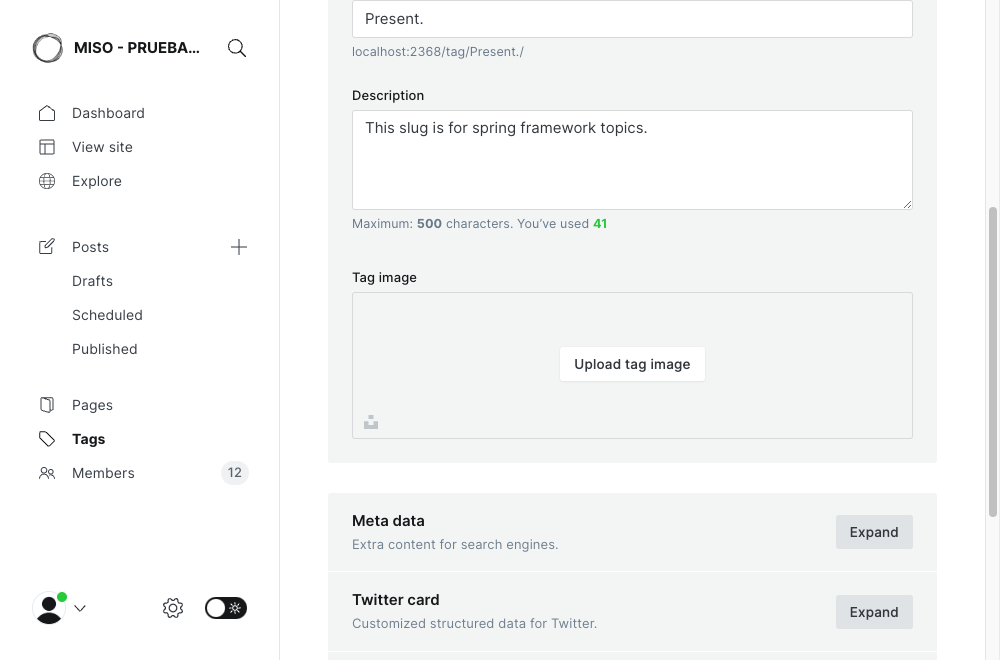 MISO - PRUEBA...
Dashboard
View site
Explore
Posts
Drafts
Scheduled
Published
Pages
Tags
Members 12
Present.
localhost:2368/tag/Present./
Description
This slug is for spring framework topics.
Maximum: 500 characters. You’ve used 41
Tag image
Upload tag image
Meta data
Extra content for search engines.
Expand
Twitter card
Customized structured data for Twitter.
Expand